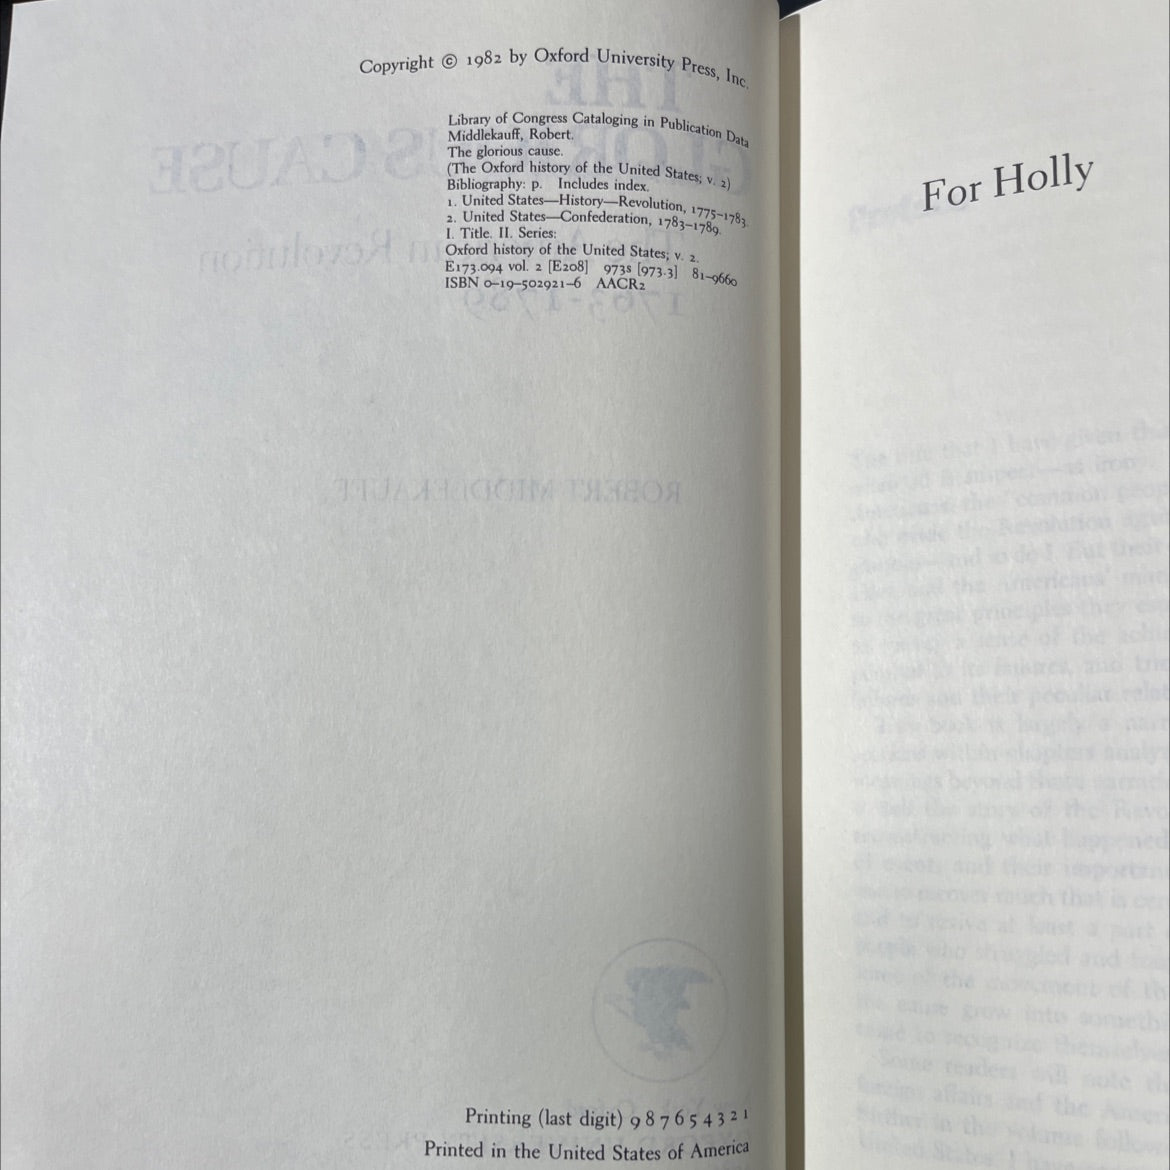 Copyright © 1982 by Oxford University Press, Inc.
Library of Congress Cataloging in Publication Data
Middlekauff, Robert.
The glorious cause.
(The Oxford history of the United States; v. 2)
Bibliography: p. Includes index.
1. United States—History—Revolution, 1775–1783.
2. United States—Confederation, 1783–1789.
I. Title. II. Series:
Oxford history of the United States; v. 2.
E173.094 vol. 2 [E208] 973s [973.3] 81–9660
ISBN 0–19–502921–6 AACR2
Printing (last digit) 9 8 7 6 5 4 3 2 1
Printed in the United States of America
For Holly